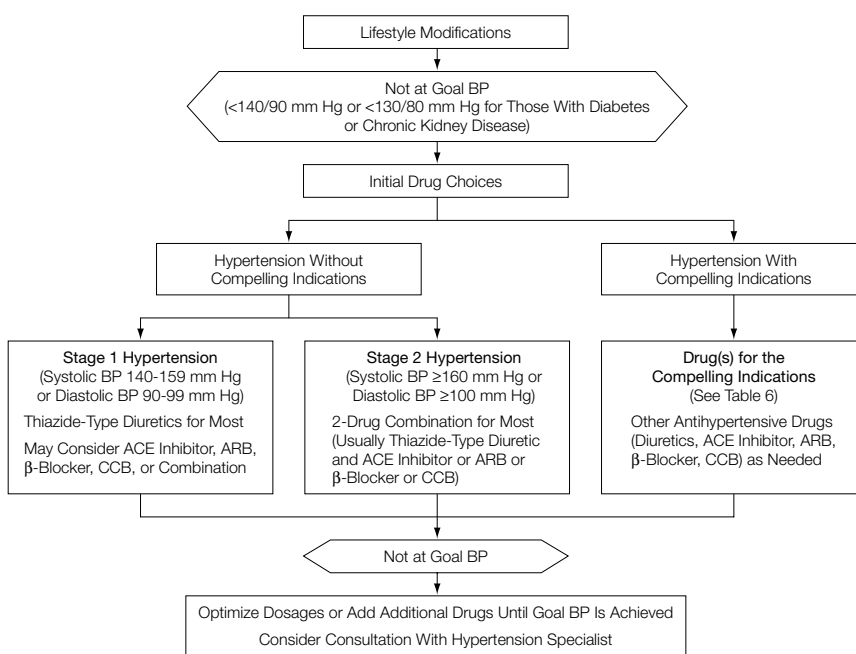 Lifestyle Modifications
Not at Goal BP
(<140/90 mm Hg or <130/80 mm Hg for Those With Diabetes
or Chronic Kidney Disease)
Initial Drug Choices
Hypertension Without
Compelling Indications
Hypertension With
Compelling Indications
Stage 1 Hypertension
(Systolic BP 140-159 mm Hg
or Diastolic BP 90-99 mm Hg)
Thiazide-Type Diuretics for Most
May Consider ACE Inhibitor, ARB,
β-Blocker, CCB, or Combination
Stage 2 Hypertension
(Systolic BP ≥160 mm Hg or
Diastolic BP ≥100 mm Hg)
2-Drug Combination for Most
(Usually Thiazide-Type Diuretic
and ACE Inhibitor or ARB or
β-Blocker or CCB)
Drug(s) for the
Compelling Indications
(See Table 6)
Other Antihypertensive Drugs
(Diuretics, ACE Inhibitor, ARB,
β-Blocker, CCB) as Needed
Not at Goal BP
Optimize Dosages or Add Additional Drugs Until Goal BP Is Achieved
Consider Consultation With Hypertension Specialist